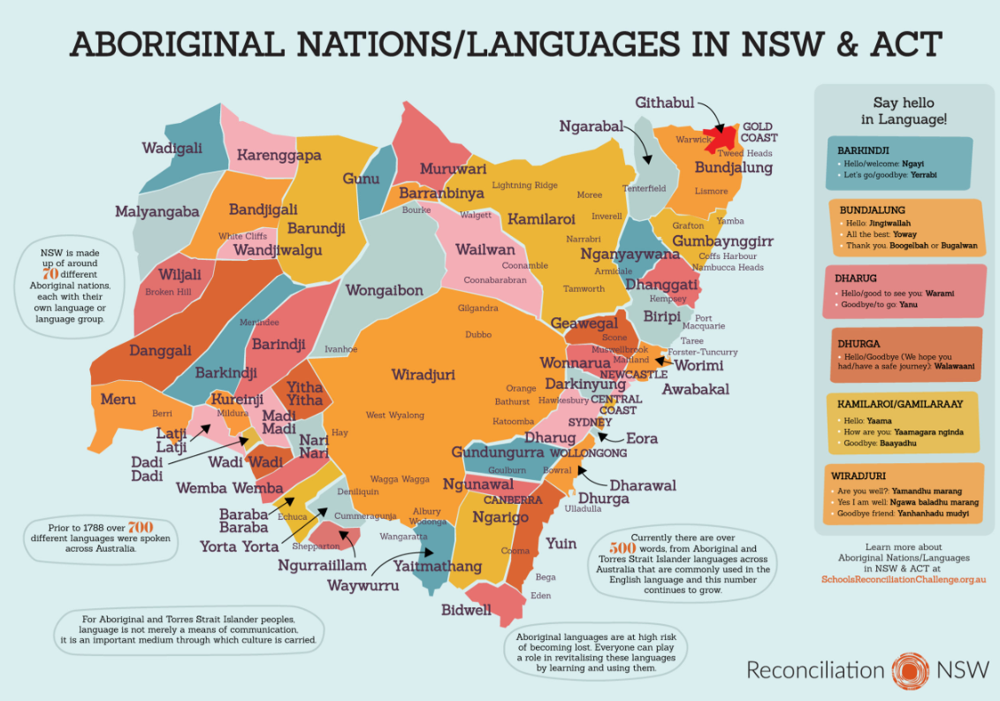 ABORIGINAL NATIONS/LANGUAGES IN NSW & ACT
Githabul
Ngarabal
GOLD
COAST
Warwick
Tweed Heads
Bundjalung
Wadigali
Karenggapa
Gunu
Muruwari
Barranbinya
Lightning Ridge
Moree
Tenterfield
Lismore
Malyangaba
Bandjigali
Barundji
Bourke
Walgett
Kamilaroi
Inverell
Grafton
Yamba
Gumbaynggirr
White Cliffs
Wandjiwalgu
Wailwan
Narrabri
Nganyaywana
Coffs Harbour
Nambucca Heads
Coonamble
Armidale
Wiljali
Broken Hill
Wongaibon
Coonabarabran
Tamworth
Dhanggati
Kempsey
Gilgandra
Biripi
Port
Macquarie
Menindee
Geawegal
Dubbo
Scone
Taree
Danggali
Barindji
Ivanhoe
Muswellbrook
Forster-Tuncurry
Wonnarua
Maitland
Worimi
Barkindji
Wiradjuri
NEWCASTLE
Yitha
Yitha
Darkinyung
Awabakal
Orange
Meru
Kureinji
Bathurst
Hawkesbury
CENTRAL
COAST
Berri
Mildura
Madi
Madi
West Wyalong
Katoomba
SYDNEY
Latji
Latji
Nari
Nari
Hay
Dharug
Eora
Dadi
Dadi
Wadi Wadi
Gundungurra
WOLLONGONG
Goulburn
Bowral
Wemba Wemba
Wagga Wagga
Ngunawal
Dharawal
Deniliquin
CANBERRA
Dhurga
Baraba
Baraba
Echuca
Cummeragunja
Albury
Wodonga
Ngarigo
Ulladulla
Yorta Yorta
Shepparton
Wangaratta
Yuin
Cooma
Ngurraiillam
Yaitmathang
Waywurru
Bega
Eden
Bidwell
NSW is made
up of around
70 different
Aboriginal nations,
each with their
own language or
language group.
Prior to 1788 over 700
different languages were spoken
across Australia.
For Aboriginal and Torres Strait Islander peoples,
language is not merely a means of communication,
it is an important medium through which culture is carried.
Currently there are over
500 words, from Aboriginal and
Torres Strait Islander languages across
Australia that are commonly used in the
English language and this number
continues to grow.
Aboriginal languages are at high risk
of becoming lost. Everyone can play
a role in revitalising these languages
by learning and using them.
Say hello
in Language!
BARKINDJI
• Hello/welcome: Ngayi
• Let's go/goodbye: Yerrabi
BUNDJALUNG
• Hello: Jingiwallah
• All the best: Yoway
• Thank you: Boogelbah or Bugalwan
DHARUG
• Hello/good to see you: Warami
• Goodbye/to go: Yanu
DHURGA
• Hello/Goodbye (We hope you
had/have a safe journey): Walawaani
KAMILAROI/GAMILARAAY
• Hello: Yaama
• How are you: Yaamagara nginda
• Goodbye: Baayadhu
WIRADJURI
• Are you well?: Yamandhu marang
• Yes I am well: Ngawa baladhu marang
• Goodbye friend: Yanhanhadu mudyi
Learn more about
Aboriginal Nations/Languages
in NSW & ACT at
SchoolsReconciliationChallenge.org.au
Reconciliation NSW